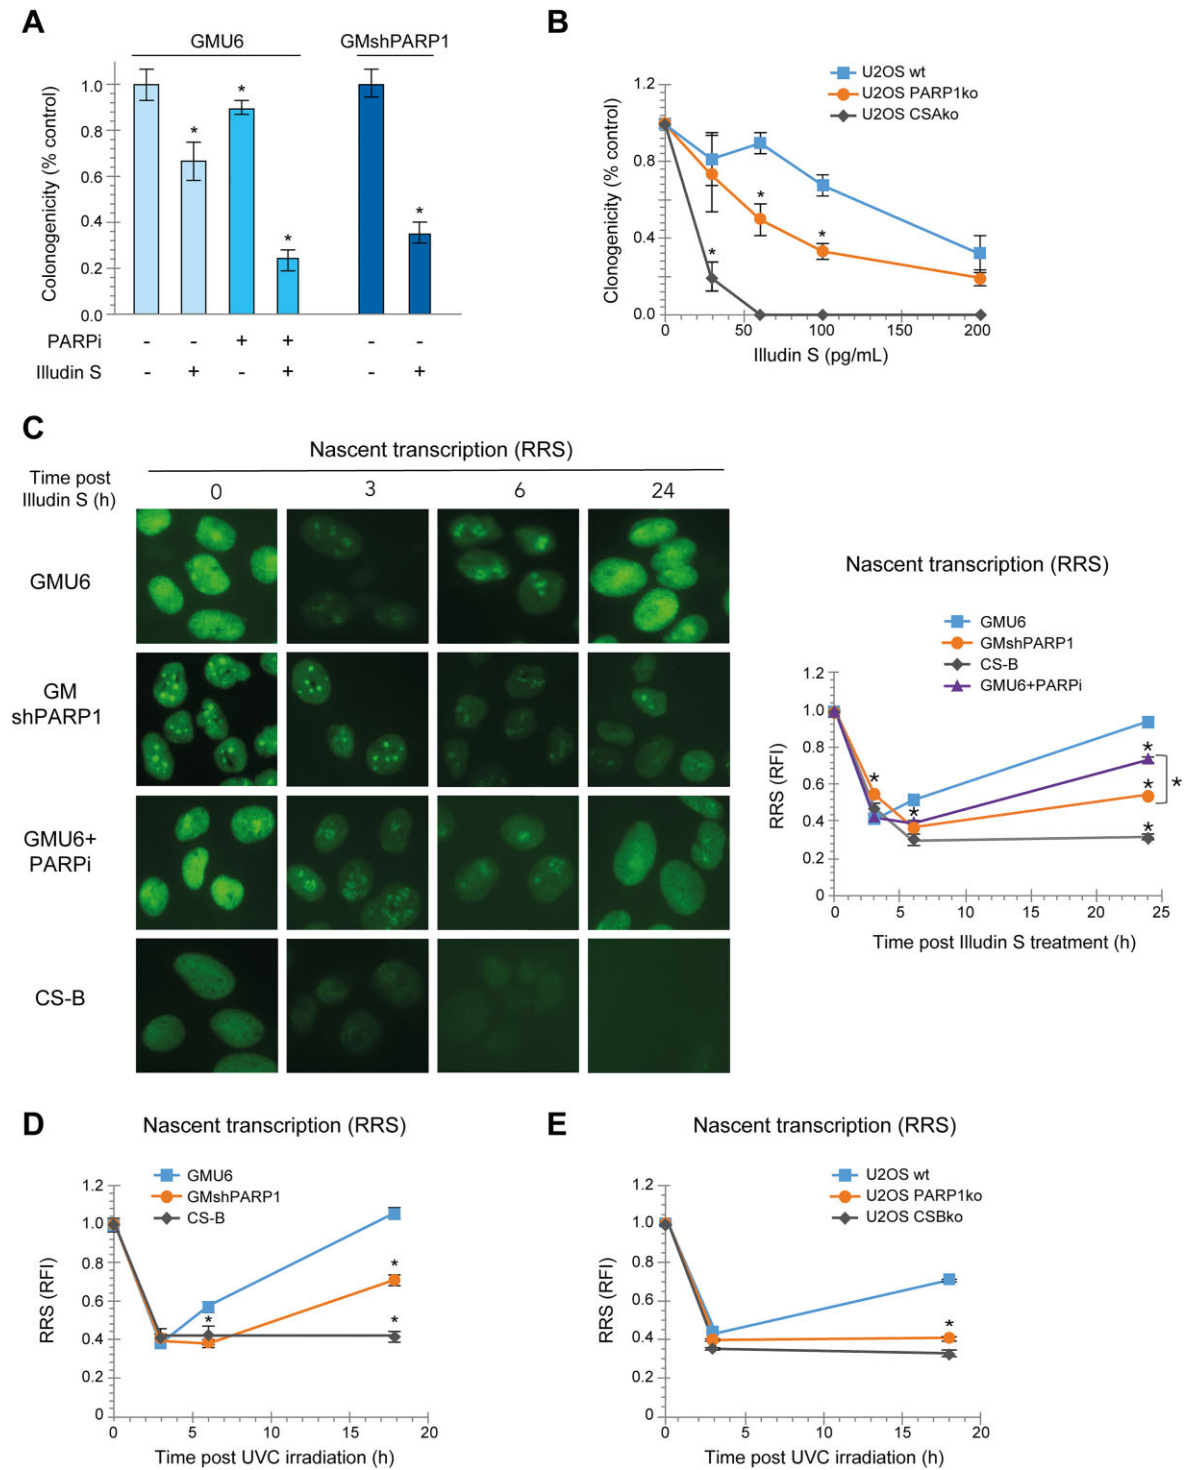 A
GMU6
GMshPARP1
Colonogenicity (% control)
1.0
0.8
0.6
0.4
0.2
0.0
* * * *
PARPi - - + + - -
Illudin S - + - + - +
B
U2OS wt
U2OS PARP1ko
U2OS CSAko
Clonogenicity (% control)
1.2
0.8
0.4
0.0
* * *
0 50 100 150 200
Illudin S (pg/mL)
C
Nascent transcription (RRS)
Time post
Illudin S (h)
0 3 6 24
GMU6
GM
shPARP1
GMU6+
PARPi
CS-B
Nascent transcription (RRS)
GMU6
GMshPARP1
CS-B
GMU6+PARPi
RRS (RFI)
1.2
1.0
0.8
0.6
0.4
0.2
0
* * * * * *
0 5 10 15 20 25
Time post Illudin S treatment (h)
D
Nascent transcription (RRS)
GMU6
GMshPARP1
CS-B
RRS (RFI)
1.2
1.0
0.8
0.6
0.4
0.2
0
* * *
0 5 10 15 20
Time post UVC irradiation (h)
E
Nascent transcription (RRS)
U2OS wt
U2OS PARP1ko
U2OS CSBko
RRS (RFI)
1.2
1.0
0.8
0.6
0.4
0.2
0
*
0 5 10 15 20
Time post UVC irradiation (h)